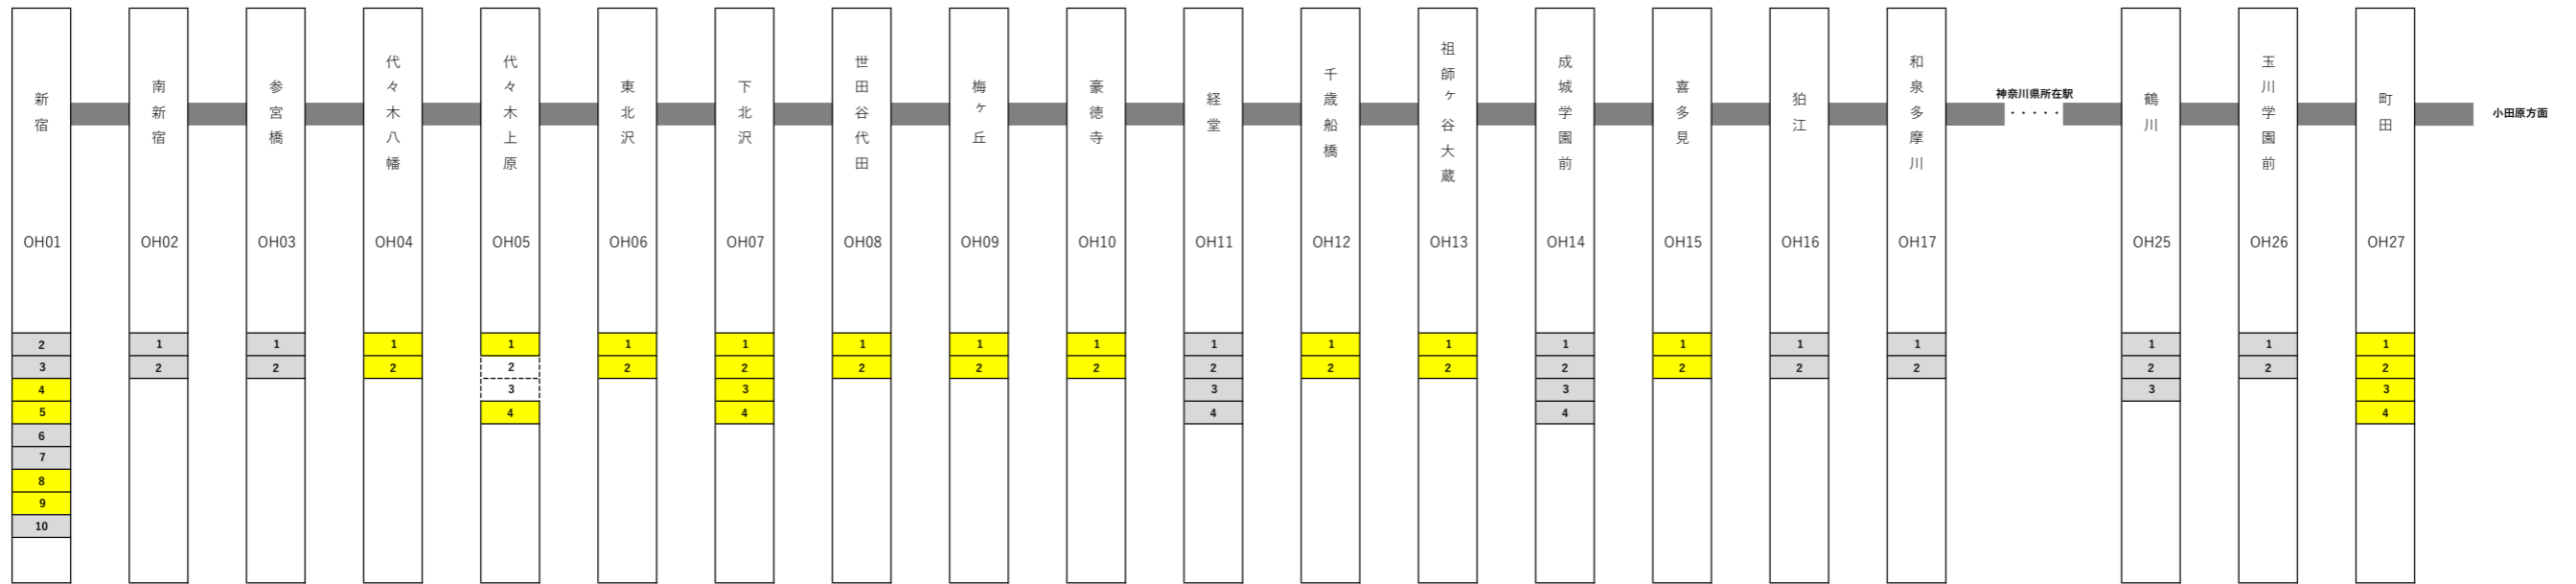 新宿
OH01
2
3
4
5
6
7
8
9
10
南新宿
OH02
1
2
参宮橋
OH03
1
2
代々木八幡
OH04
1
2
代々木上原
OH05
1
2
3
4
東北沢
OH06
1
2
下北沢
OH07
1
2
3
4
世田谷代田
OH08
1
2
梅ヶ丘
OH09
1
2
豪徳寺
OH10
1
2
経堂
OH11
1
2
3
4
千歳船橋
OH12
1
2
祖師ヶ谷大蔵
OH13
1
2
成城学園前
OH14
1
2
3
4
喜多見
OH15
1
2
狛江
OH16
1
2
和泉多摩川
OH17
1
2
神奈川県所在駅
・・・・・
鶴川
OH25
1
2
3
玉川学園前
OH26
1
2
町田
OH27
1
2
3
4
小田原方面